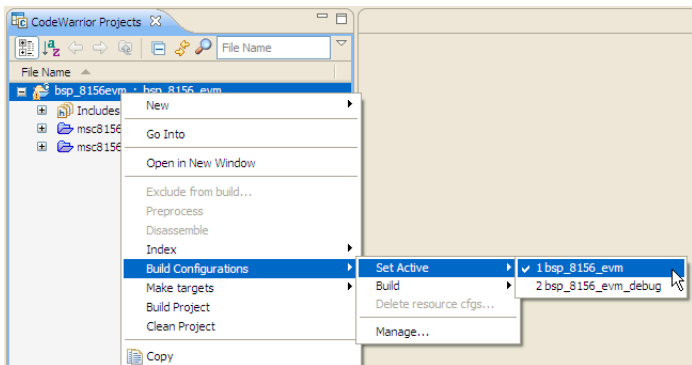 CodeWarrior Projects
File Name
File Name
bsp_8156evm : bsp_8156_evm
Includes
msc8156
msc8156
New
Go Into
Open in New Window
Exclude from build...
Preprocess
Disassemble
Index
Build Configurations
Make targets
Build Project
Clean Project
Copy
Set Active
Build
Delete resource cfgs...
Manage...
1 bsp_8156_evm
2 bsp_8156_evm_debug